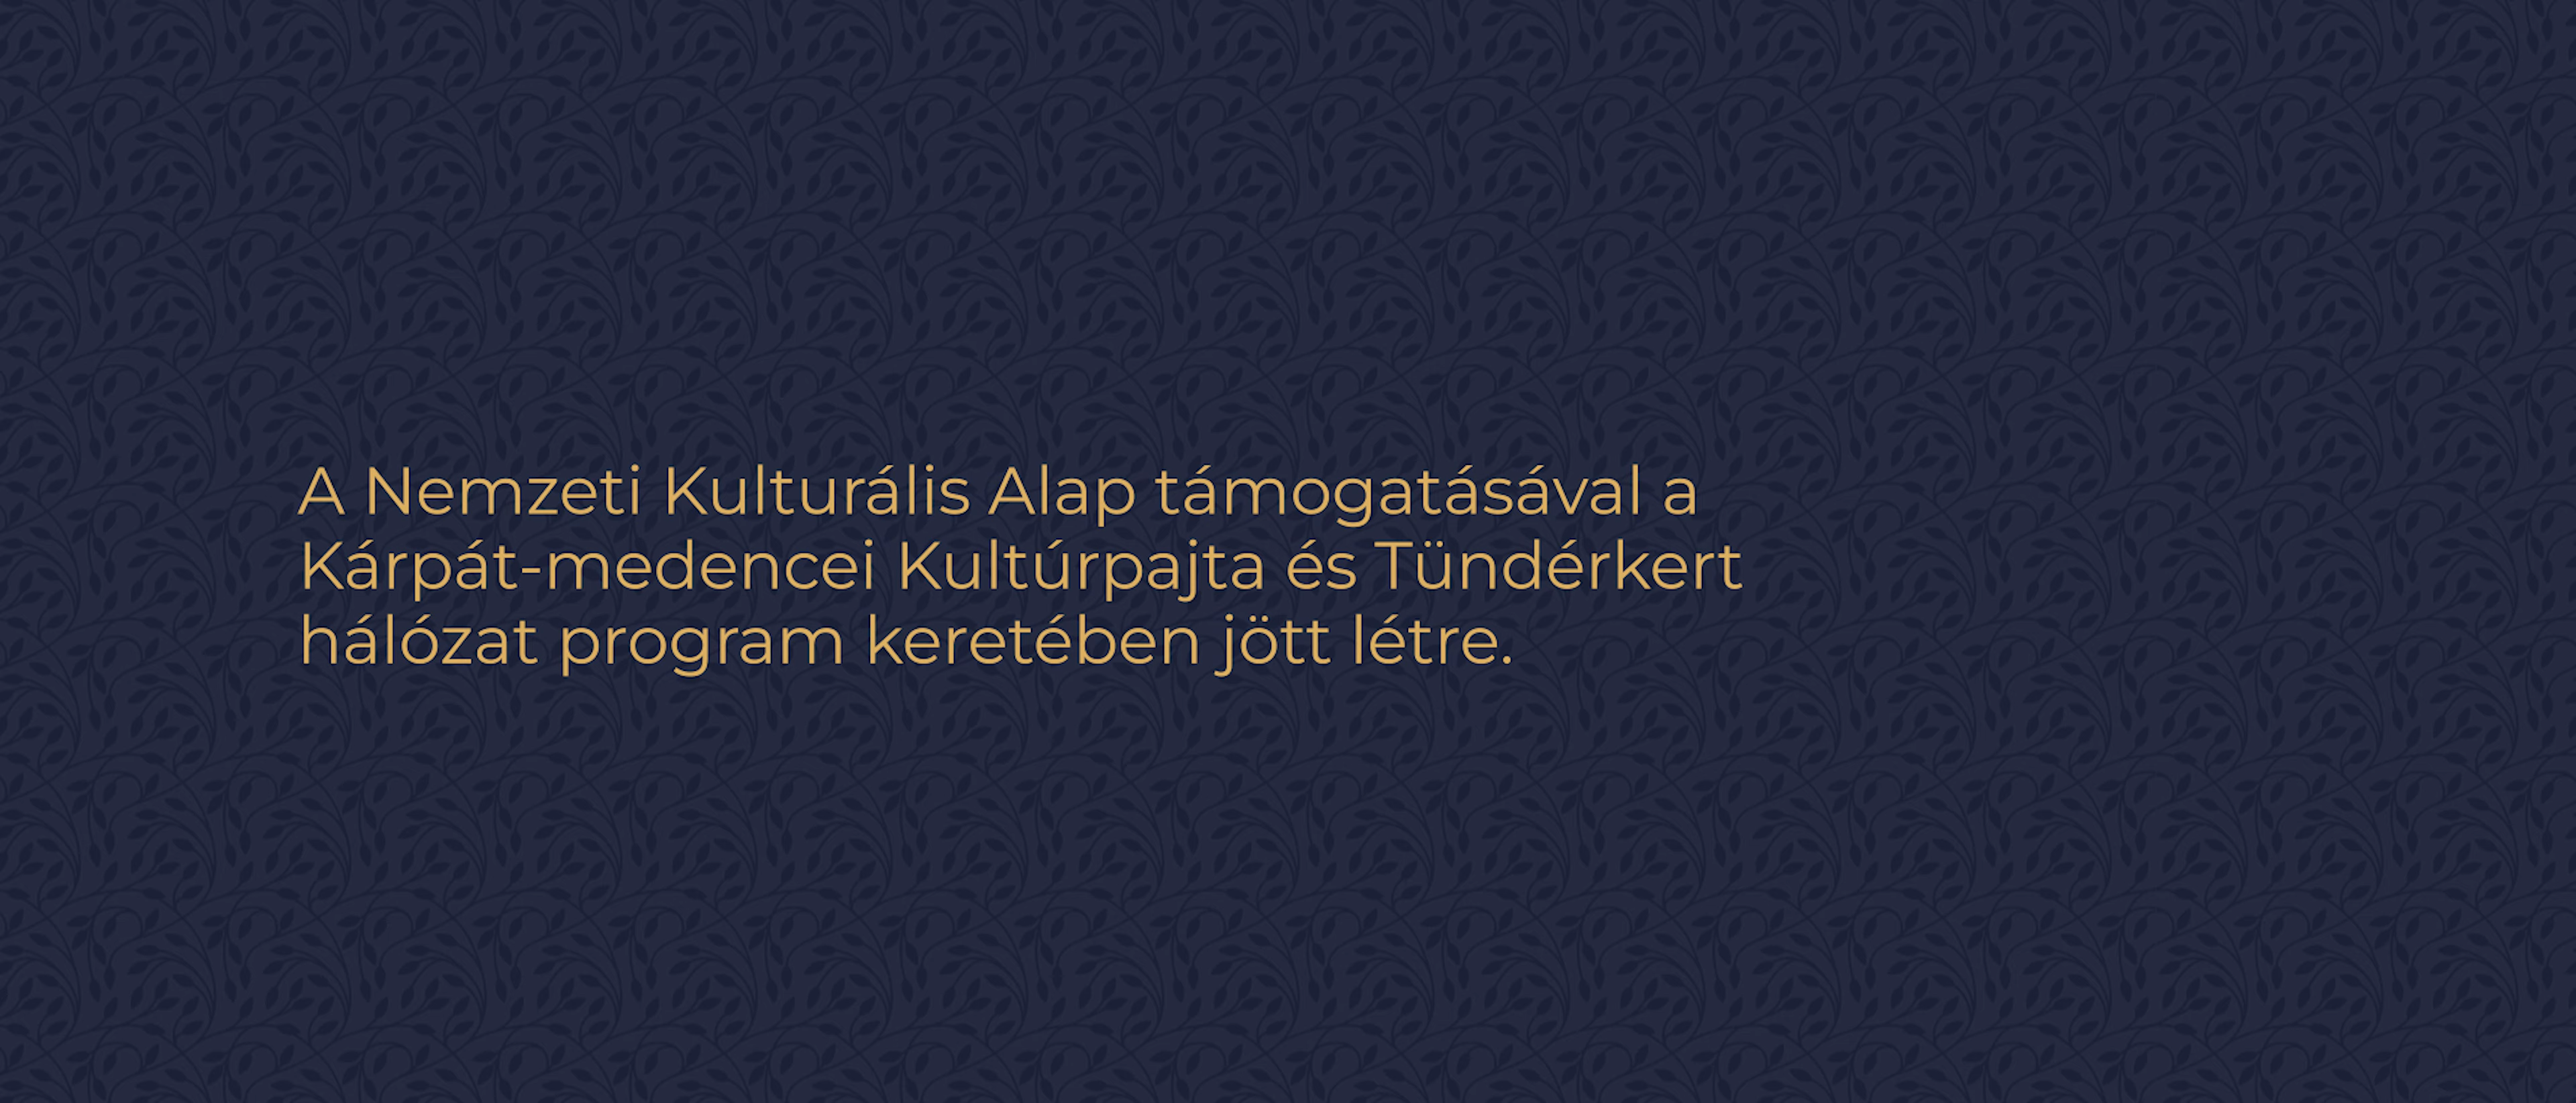 A Nemzeti Kulturális Alap támogatásával a
Kárpát-medencei Kultúrpajta és Tündérkert
hálózat program keretében jött létre.